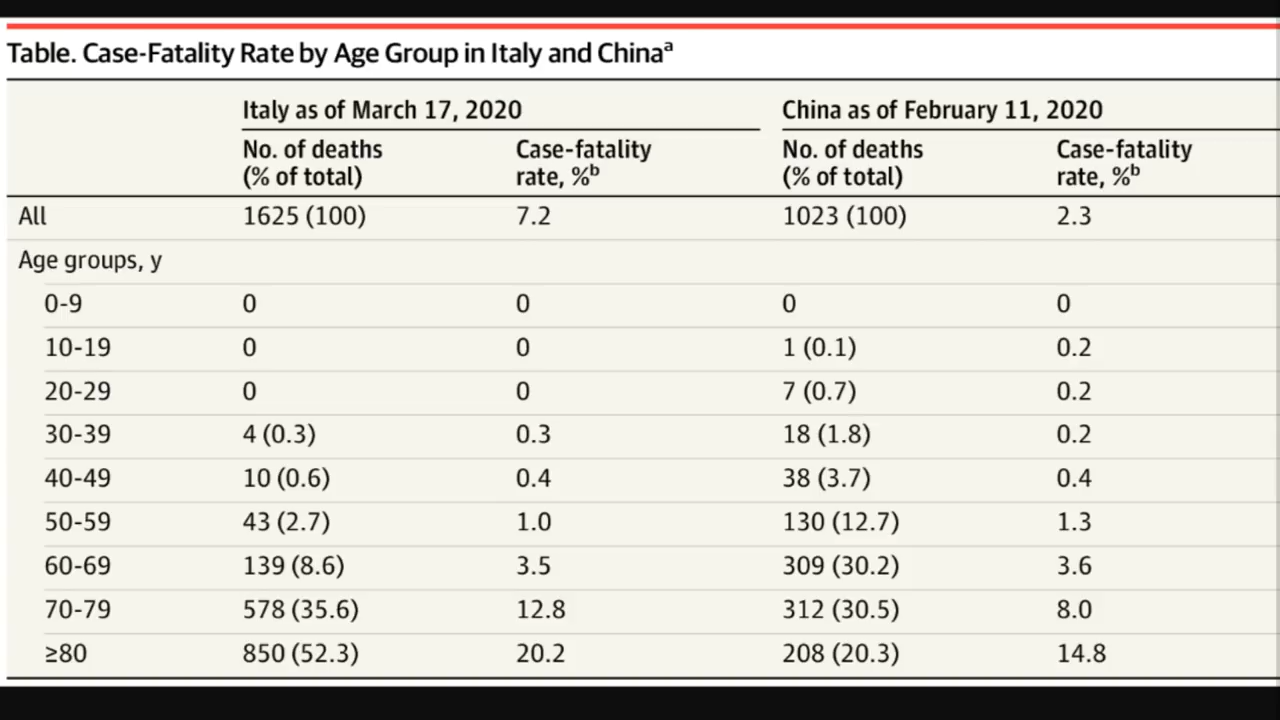 Table. Case-Fatality Rate by Age Group in Italy and Chinaᵃ
Italy as of March 17, 2020 China as of February 11, 2020
No. of deaths Case-fatality No. of deaths Case-fatality
(% of total) rate, %ᵇ (% of total) rate, %ᵇ
All 1625 (100) 7.2 1023 (100) 2.3
Age groups, y
0-9 0 0 0 0
10-19 0 0 1 (0.1) 0.2
20-29 0 0 7 (0.7) 0.2
30-39 4 (0.3) 0.3 18 (1.8) 0.2
40-49 10 (0.6) 0.4 38 (3.7) 0.4
50-59 43 (2.7) 1.0 130 (12.7) 1.3
60-69 139 (8.6) 3.5 309 (30.2) 3.6
70-79 578 (35.6) 12.8 312 (30.5) 8.0
≥80 850 (52.3) 20.2 208 (20.3) 14.8